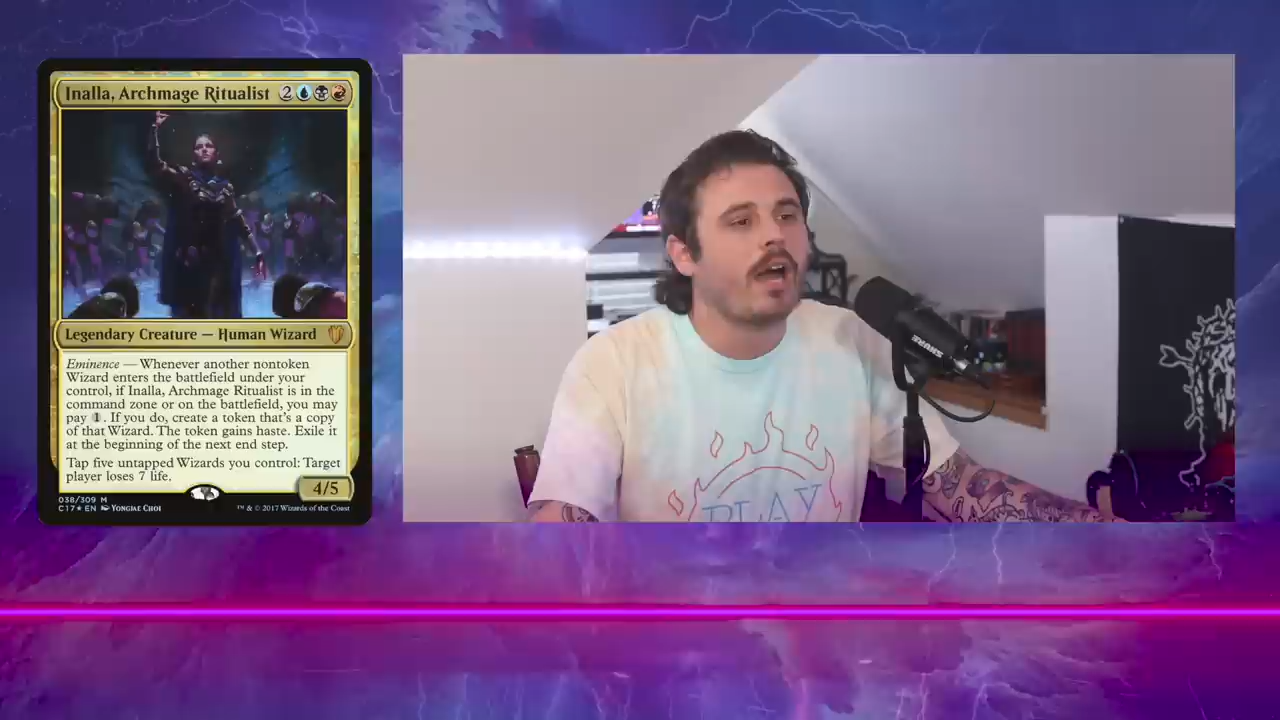 Inalla, Archmage Ritualist 2
Legendary Creature — Human Wizard
Eminence — Whenever another nontoken
Wizard enters the battlefield under your
control, if Inalla, Archmage Ritualist is in the
command zone or on the battlefield, you may
pay 1. If you do, create a token that's a copy
of that Wizard. The token gains haste. Exile it
at the beginning of the next end step.
Tap five untapped Wizards you control: Target
player loses 7 life.
4/5
038/309 M
C17★EN Yongjae Choi
™ & © 2017 Wizards of the Coast
SHURE
PLAY